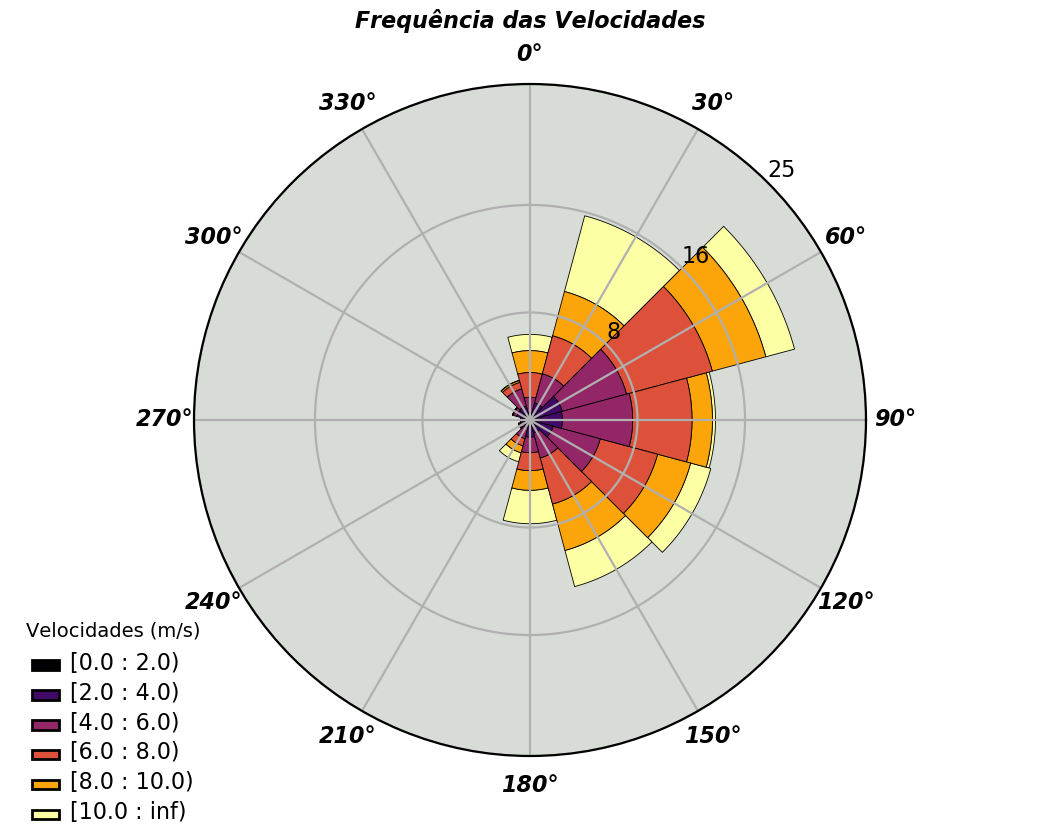 Frequência das Velocidades
0°
330°
30°
25
300°
60°
16
8
270°
90°
240°
120°
210°
150°
180°
Velocidades (m/s)
[0.0 : 2.0)
[2.0 : 4.0)
[4.0 : 6.0)
[6.0 : 8.0)
[8.0 : 10.0)
[10.0 : inf)